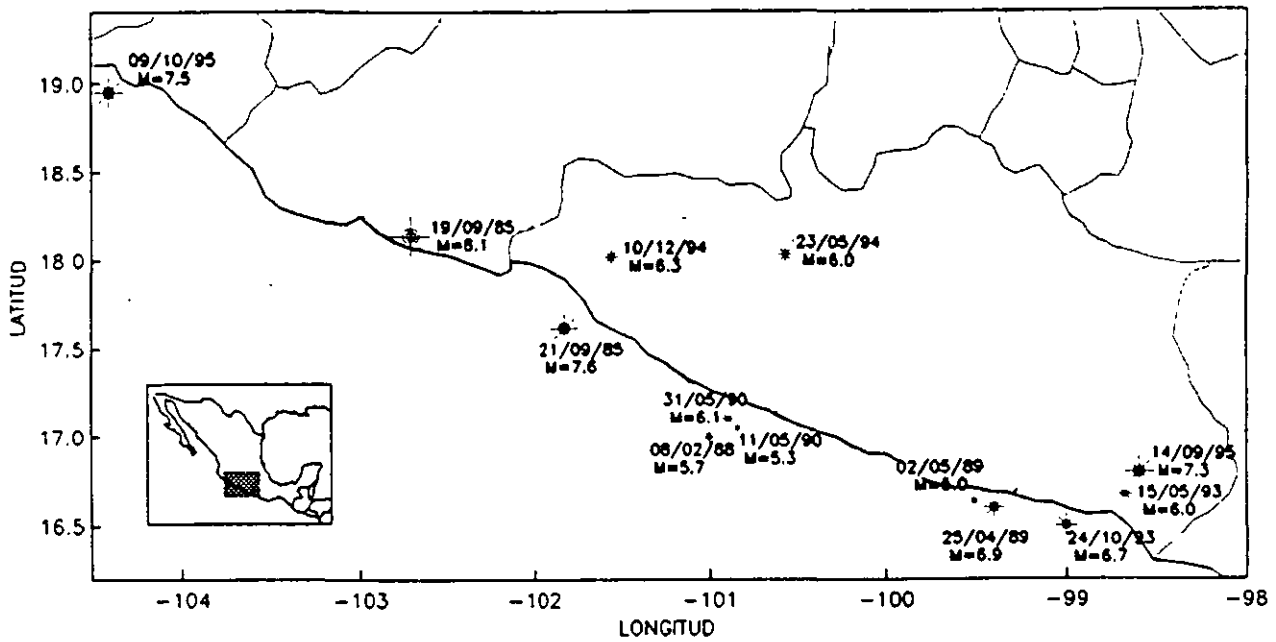 09/10/95
M=7.5
19/09/85
M=8.1
10/12/94
M=6.3
23/05/94
M=6.0
21/09/85
M=7.6
31/05/90
M=6.1
08/02/88
M=5.7
11/05/90
M=5.3
02/05/89
M=5.0
25/04/89
M=6.9
24/10/93
M=6.7
14/09/95
M=7.3
15/05/93
M=6.0
LATITUD
19.0
18.5
18.0
17.5
17.0
16.5
-104
-103
-102
-101
-100
-99
-98
LONGITUD